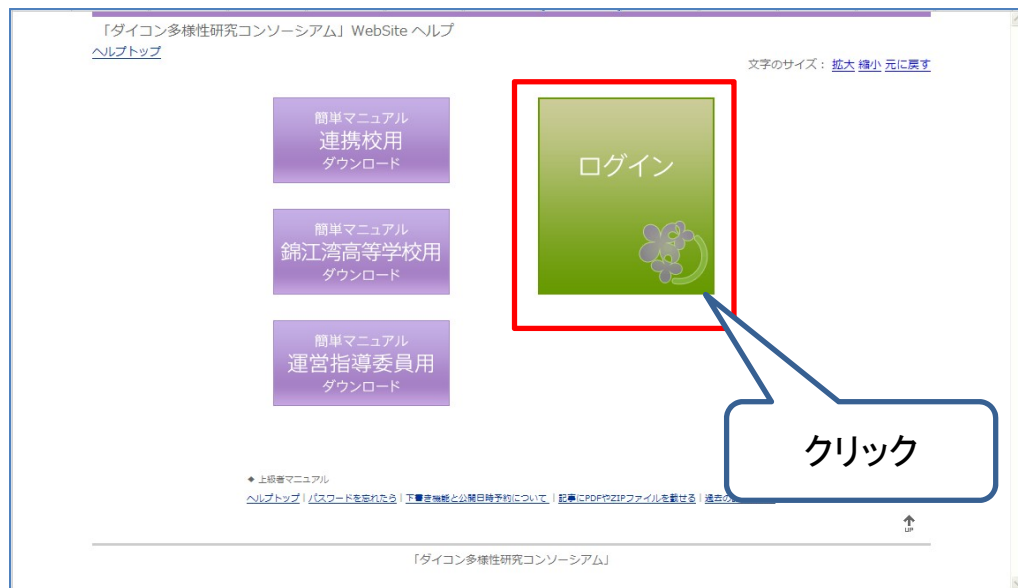 「ダイコン多様性研究コンソーシアム」WebSite ヘルプ
ヘルプトップ
文字のサイズ： 拡大 縮小 元に戻す
簡単マニュアル
連携校用
ダウンロード
ログイン
簡単マニュアル
錦江湾高等学校用
ダウンロード
簡単マニュアル
運営指導委員用
ダウンロード
クリック
◆ 上級者マニュアル
ヘルプトップ | パスワードを忘れたら | 下書き機能と公開日時予約について | 記事にPDFやZIPファイルを載せる | 過去の
UP
「ダイコン多様性研究コンソーシアム」